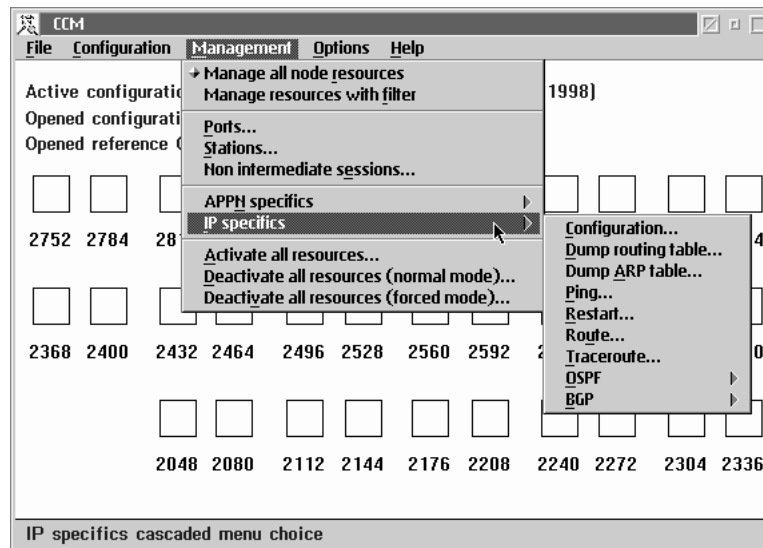 CCM
File Configuration Management Options Help
Manage all node resources
Manage resources with filter
Ports...
Stations...
Non intermediate sessions...
APPN specifics
IP specifics
Activate all resources...
Deactivate all resources (normal mode)...
Deactivate all resources (forced mode)...
Configuration...
Dump routing table...
Dump ARP table...
Ping...
Restart...
Route...
Traceroute...
OSPF
BGP
Active 1998)
Opened
Opened reference
2752 2784
2368 2400 2432 2464 2496 2528 2560 2592
2048 2080 2112 2144 2176 2208 2240 2272 2304 2336
IP specifics cascaded menu choice